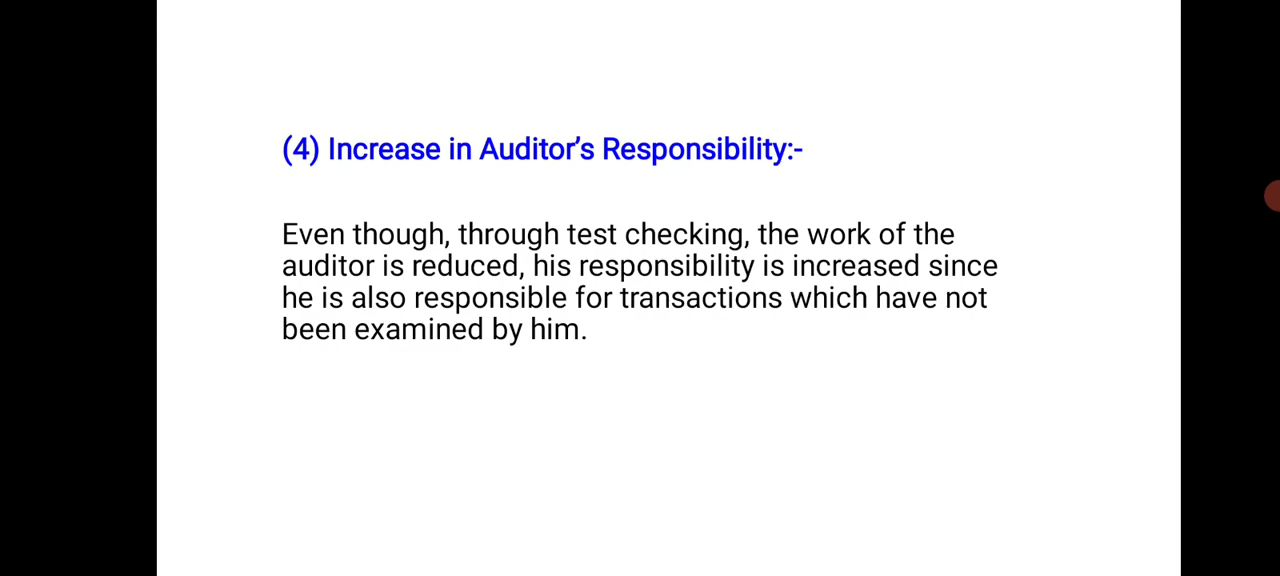 (4) Increase in Auditor’s Responsibility:-
Even though, through test checking, the work of the
auditor is reduced, his responsibility is increased since
he is also responsible for transactions which have not
been examined by him.